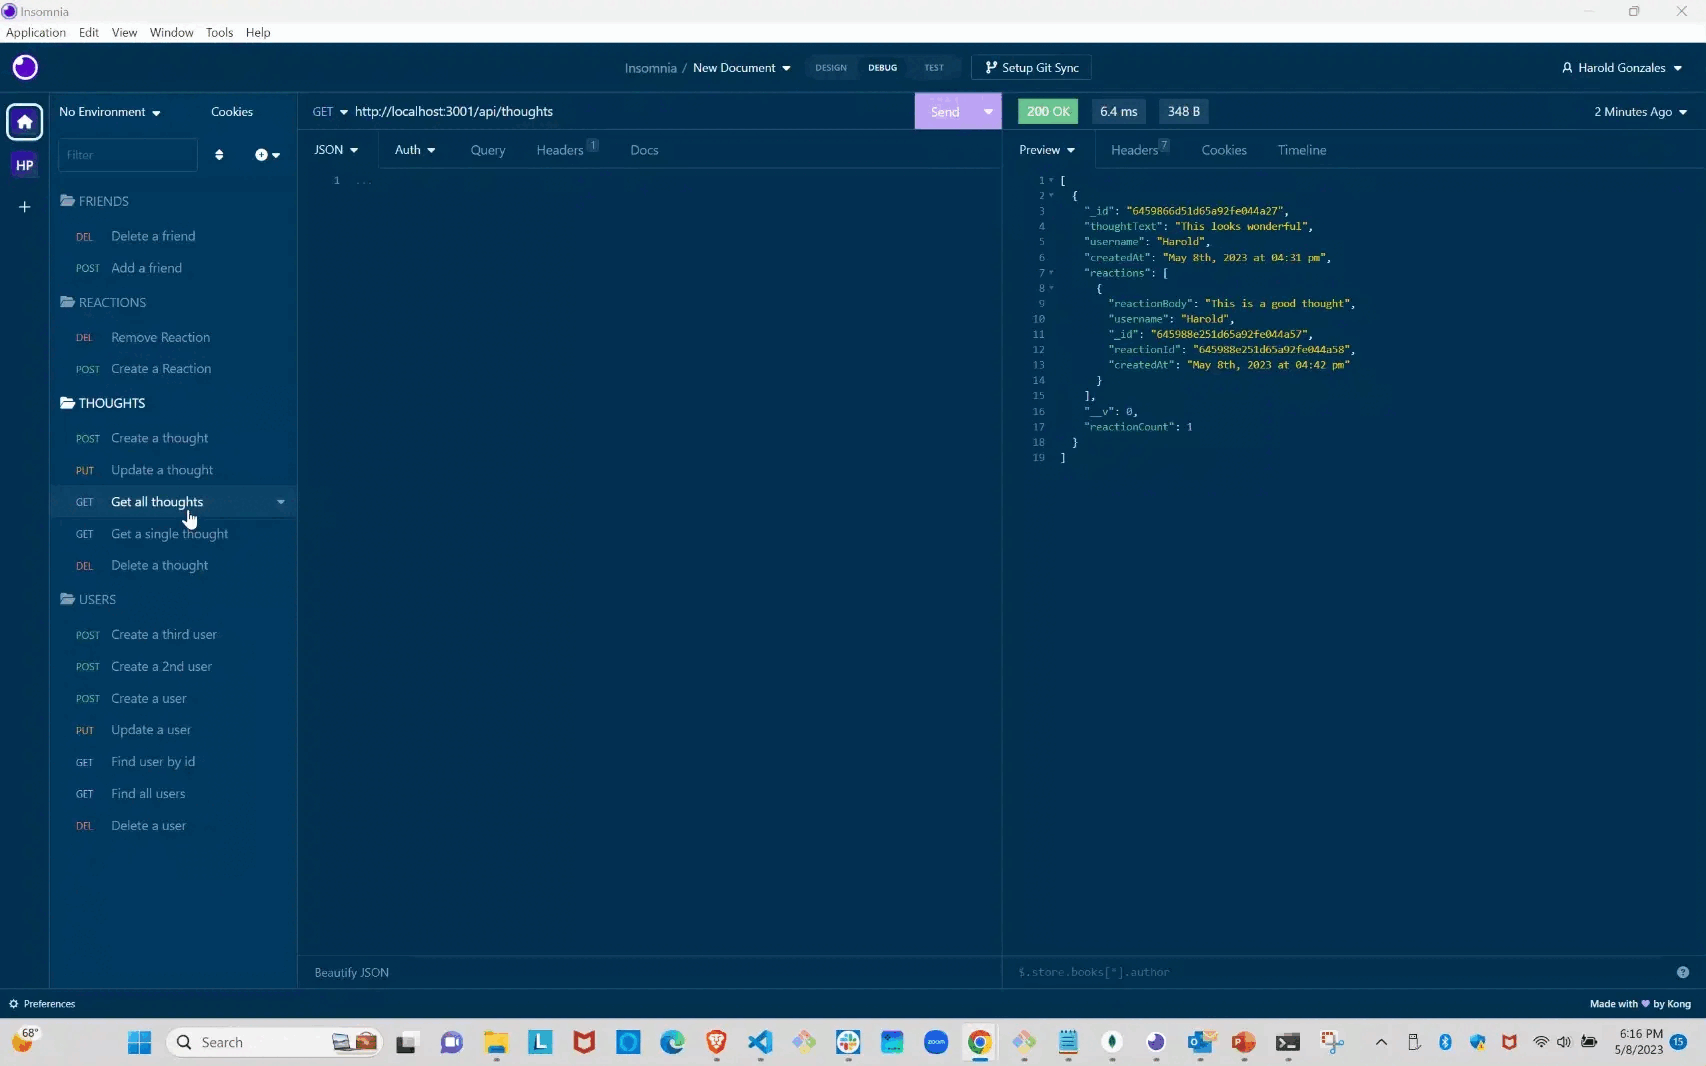 Insomnia
Application Edit View Window Tools Help
Insomnia / New Document DESIGN DEBUG TEST Setup Git Sync Harold Gonzales
No Environment Cookies
GET http://localhost:3001/api/thoughts Send 200 OK 6.4 ms 348 B 2 Minutes Ago
HP
Filter
JSON Auth Query Headers 1 Docs
Preview Headers 7 Cookies Timeline
FRIENDS
DEL Delete a friend
POST Add a friend
REACTIONS
DEL Remove Reaction
POST Create a Reaction
THOUGHTS
POST Create a thought
PUT Update a thought
GET Get all thoughts
GET Get a single thought
DEL Delete a thought
USERS
POST Create a third user
POST Create a 2nd user
POST Create a user
PUT Update a user
GET Find user by id
GET Find all users
DEL Delete a user
1 ...
1 [
2 {
3 "_id": "6459866d51d65a92fe044a27",
4 "thoughtText": "This looks wonderful",
5 "username": "Harold",
6 "createdAt": "May 8th, 2023 at 04:31 pm",
7 "reactions": [
8 {
9 "reactionBody": "This is a good thought",
10 "username": "Harold",
11 "_id": "645988e251d65a92fe044a57",
12 "reactionId": "645988e251d65a92fe044a58",
13 "createdAt": "May 8th, 2023 at 04:42 pm"
14 }
15 ],
16 "__v": 0,
17 "reactionCount": 1
18 }
19 ]
Beautify JSON
$.store.books[*].author
Preferences
Made with by Kong
68°
Search
L
zoom
6:16 PM
5/8/2023
15